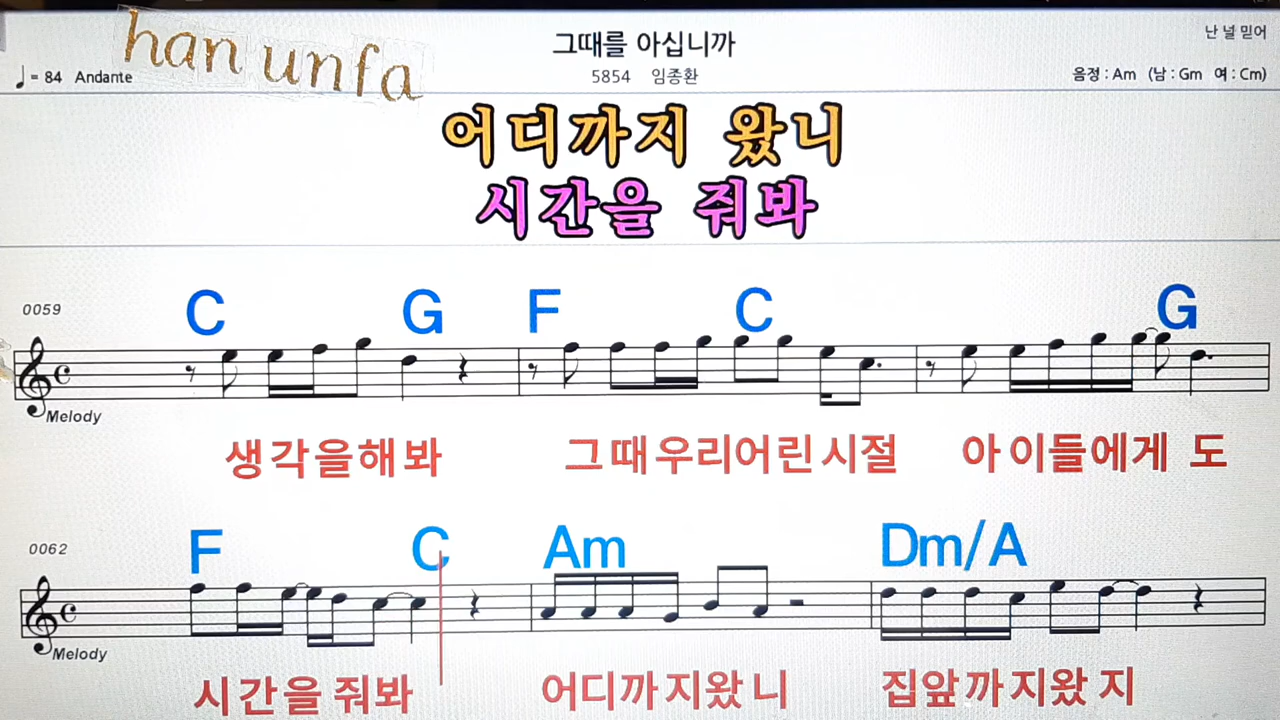 han unfa
그때를 아십니까
난 널 믿어
♩= 84 Andante
5854 임종환
음정 : Am (남 : Gm 여 : Cm)
어디까지 왔니
시간을 줘봐
0059
C G F C G
Melody
생각을해봐 그때우리어린시절 아이들에게 도
0062
F C Am Dm/A
Melody
시간을줘봐 어디까지왔니 집앞까지왔지